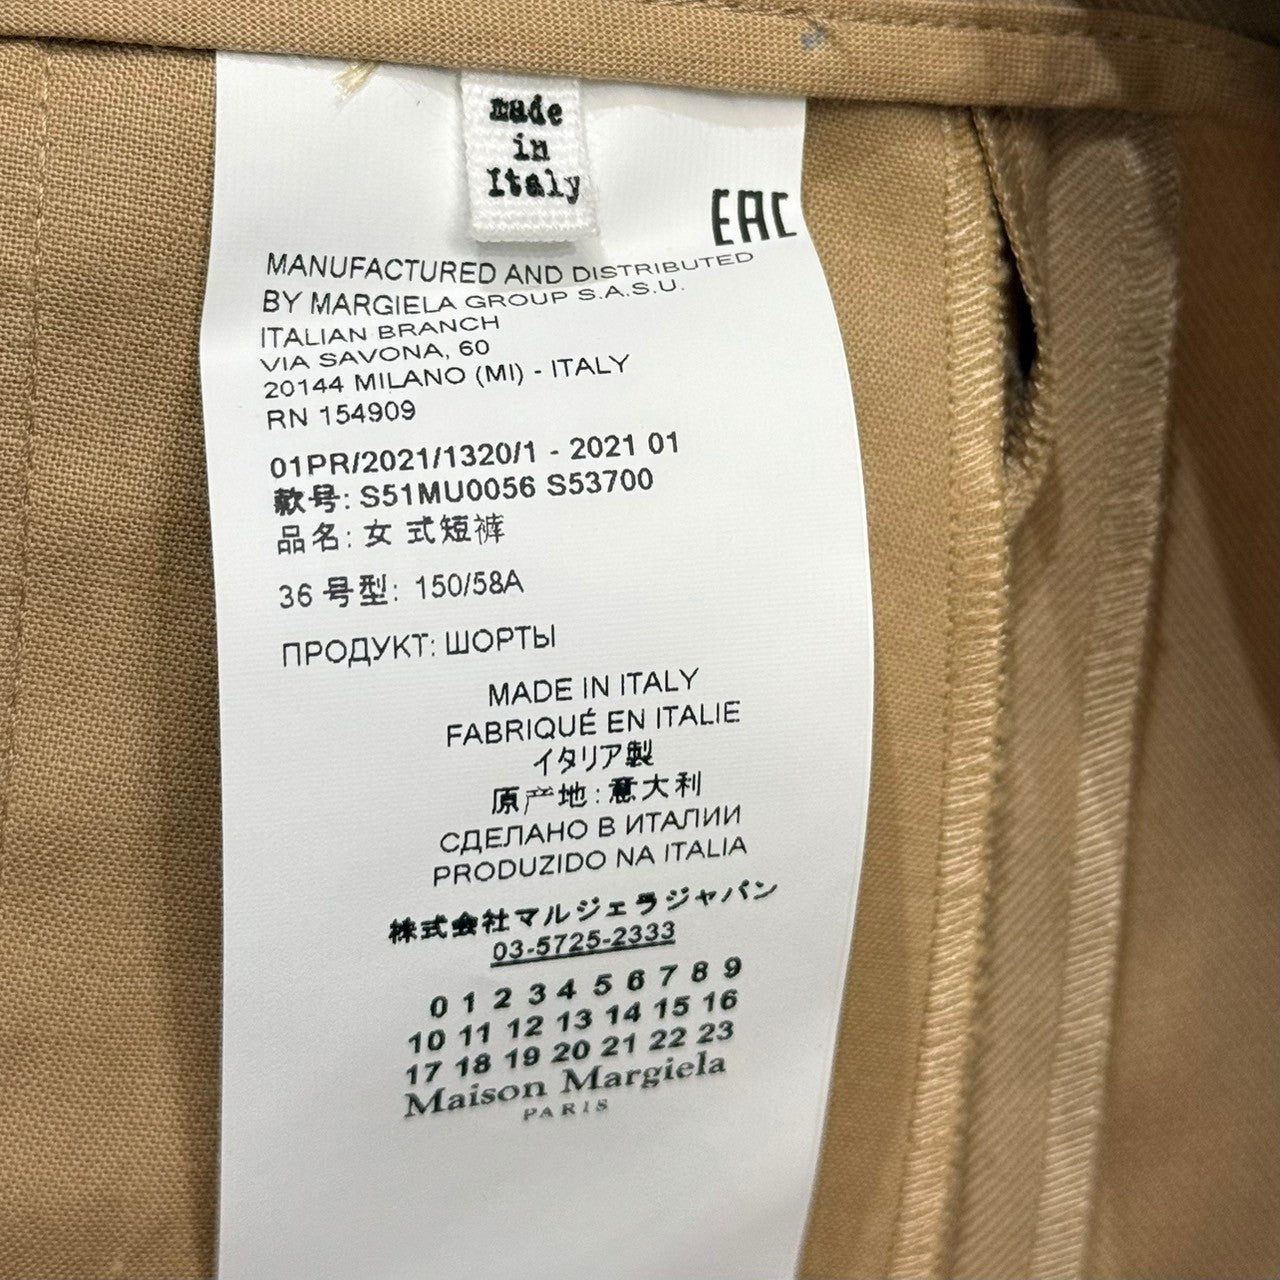 made
in
Italy
EAC
MANUFACTURED AND DISTRIBUTED
BY MARGIELA GROUP S.A.S.U.
ITALIAN BRANCH
VIA SAVONA, 60
20144 MILANO (MI) - ITALY
RN 154909
01PR/2021/1320/1 - 2021 01
款号: S51MU0056 S53700
品名: 女 式短裤
36 号型: 150/58A
ПРОДУКТ: ШОРТЫ
MADE IN ITALY
FABRIQUÉ EN ITALIE
イタリア製
原产地: 意大利
СДЕЛАНО В ИТАЛИИ
PRODUZIDO NA ITALIA
株式会社マルジェラジャパン
03-5725-2333
0 1 2 3 4 5 6 7 8 9
10 11 12 13 14 15 16
17 18 19 20 21 22 23
Maison Margiela
PARIS